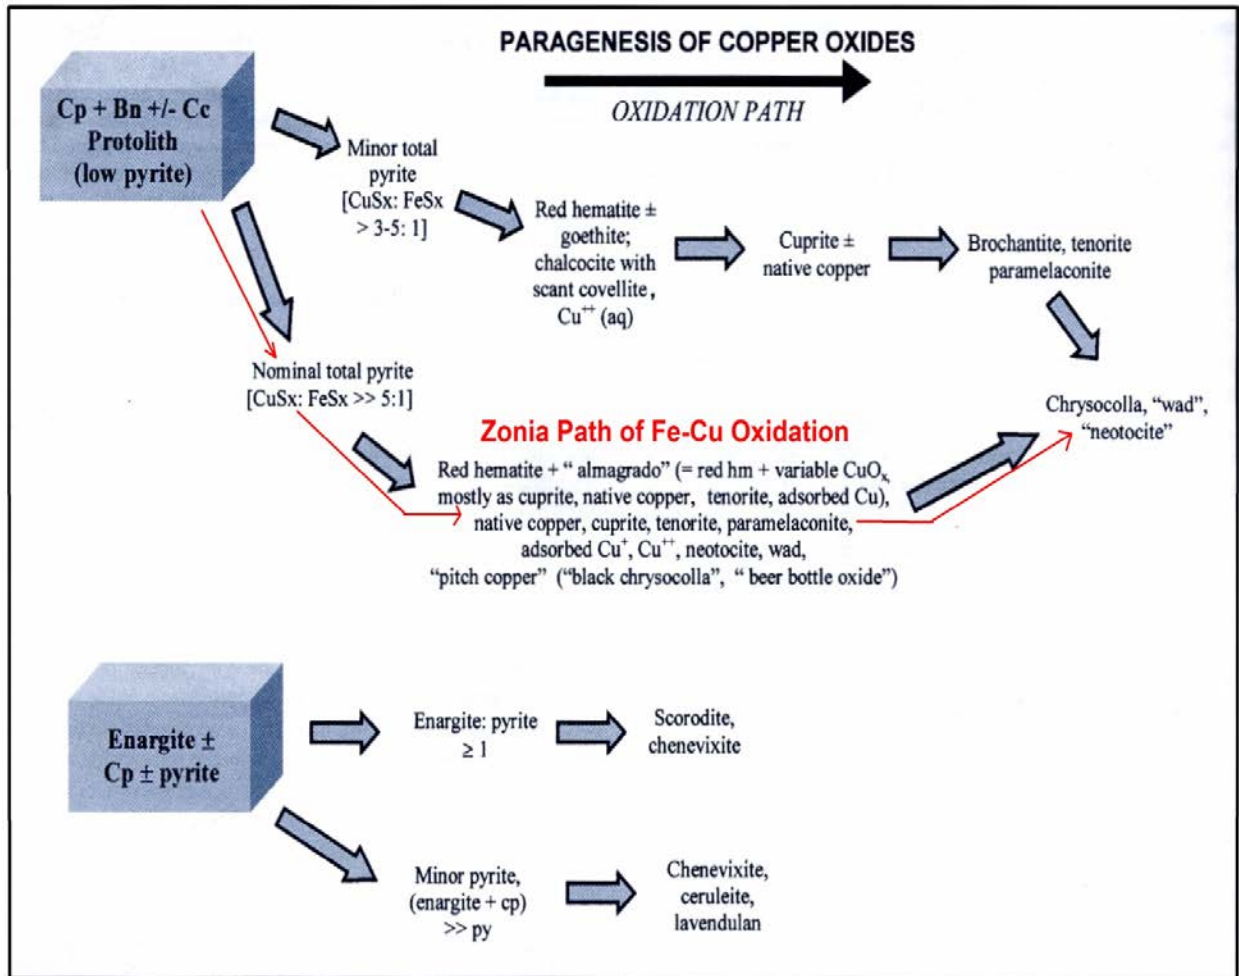 PARAGENESIS OF COPPER OXIDES
OXIDATION PATH
Cp + Bn +/- Cc
Protolith
(low pyrite)
Minor total
pyrite
[CuSx: FeSx
> 3-5: 1]
Red hematite ±
goethite;
chalcocite with
scant covellite,
Cu⁺⁺ (aq)
Cuprite ±
native copper
Brochantite, tenorite
paramelaconite
Nominal total pyrite
[CuSx: FeSx >> 5:1]
Zonia Path of Fe-Cu Oxidation
Red hematite + “ almagrado” (= red hm + variable CuOₓ,
mostly as cuprite, native copper, tenorite, adsorbed Cu),
native copper, cuprite, tenorite, paramelaconite,
adsorbed Cu⁺, Cu⁺⁺, neotocite, wad,
“pitch copper” (“black chrysocolla”, “ beer bottle oxide”)
Chrysocolla, “wad”,
“neotocite”
Enargite ±
Cp ± pyrite
Enargite: pyrite
≥ 1
Scorodite,
chenevixite
Minor pyrite,
(enargite + cp)
>> py
Chenevixite,
ceruleite,
lavendulan